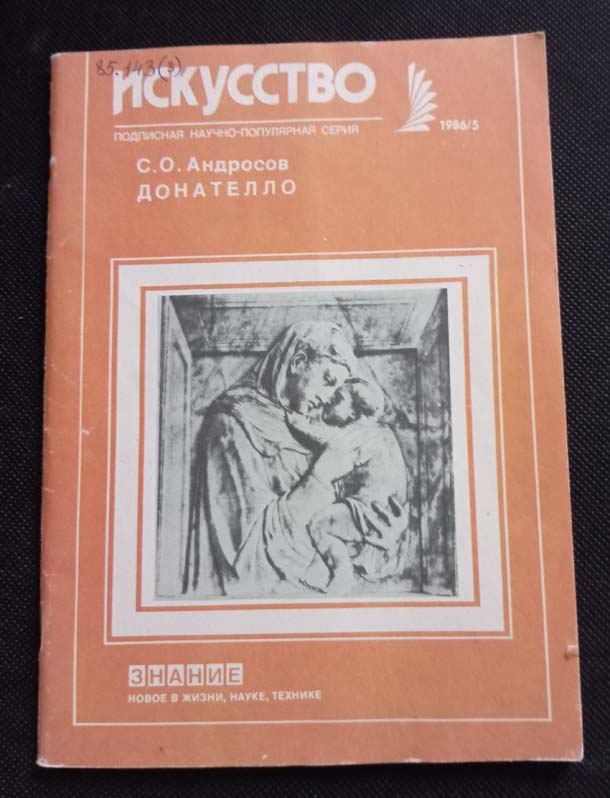 85.143(3)
ИСКУССТВО
ПОДПИСНАЯ НАУЧНО-ПОПУЛЯРНАЯ СЕРИЯ
1986/5
С.О. Андросов
ДОНАТЕЛЛО
ЗНАНИЕ
НОВОЕ В ЖИЗНИ, НАУКЕ, ТЕХНИКЕ